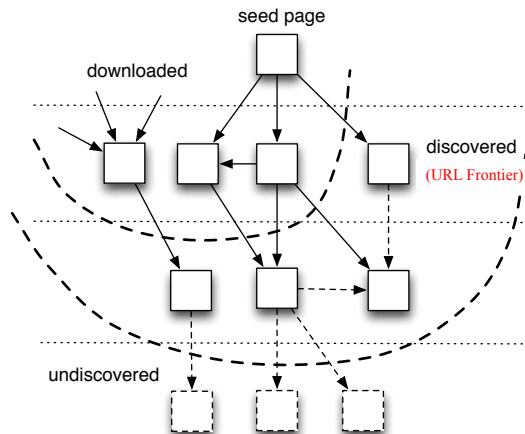 seed page
downloaded
discovered
(URL Frontier)
undiscovered